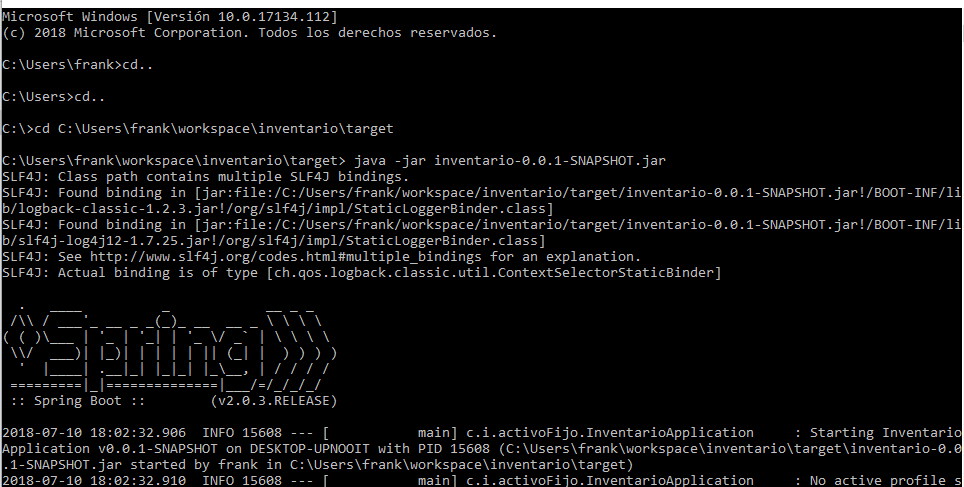 Microsoft Windows [Versión 10.0.17134.112]
(c) 2018 Microsoft Corporation. Todos los derechos reservados.
C:\Users\frank>cd..
C:\Users>cd..
C:\>cd C:\Users\frank\workspace\inventario\target
C:\Users\frank\workspace\inventario\target> java -jar inventario-0.0.1-SNAPSHOT.jar
SLF4J: Class path contains multiple SLF4J bindings.
SLF4J: Found binding in [jar:file:/C:/Users/frank/workspace/inventario/target/inventario-0.0.1-SNAPSHOT.jar!/BOOT-INF/li
b/logback-classic-1.2.3.jar!/org/slf4j/impl/StaticLoggerBinder.class]
SLF4J: Found binding in [jar:file:/C:/Users/frank/workspace/inventario/target/inventario-0.0.1-SNAPSHOT.jar!/BOOT-INF/li
b/slf4j-log4j12-1.7.25.jar!/org/slf4j/impl/StaticLoggerBinder.class]
SLF4J: See http://www.slf4j.org/codes.html#multiple_bindings for an explanation.
SLF4J: Actual binding is of type [ch.qos.logback.classic.util.ContextSelectorStaticBinder]
  .   ____          _            __ _ _
 /\\ / ___'_ __ _ _(_)_ __  __ _ \ \ \ \
( ( )\___ | '_ | '_| | '_ \/ _` | \ \ \ \
 \\/  ___)| |_)| | | | | || (_| |  ) ) ) )
  '  |____| .__|_| |_|_| |_\__, | / / / /
 =========|_|==============|___/=/_/_/_/
 :: Spring Boot ::        (v2.0.3.RELEASE)
2018-07-10 18:02:32.906  INFO 15608 --- [           main] c.i.activoFijo.InventarioApplication     : Starting Inventario
Application v0.0.1-SNAPSHOT on DESKTOP-UPNOOIT with PID 15608 (C:\Users\frank\workspace\inventario\target\inventario-0.0
.1-SNAPSHOT.jar started by frank in C:\Users\frank\workspace\inventario\target)
2018-07-10 18:02:32.910  INFO 15608 --- [           main] c.i.activoFijo.InventarioApplication     : No active profile s